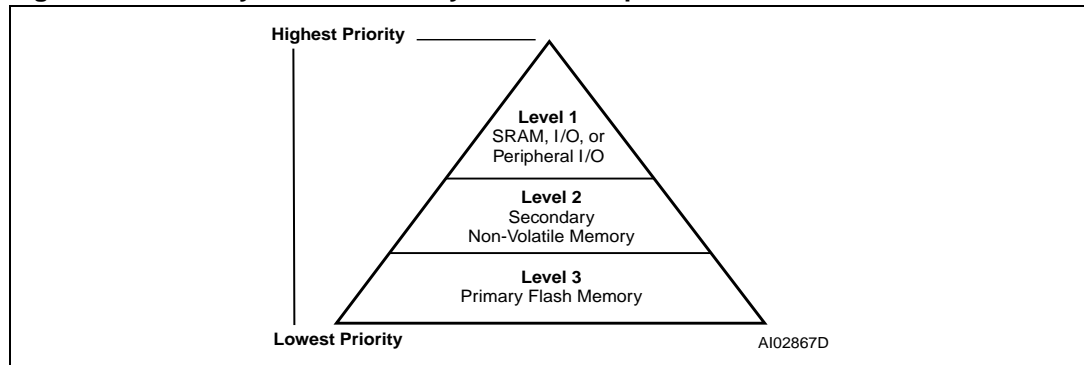 Highest Priority
Level 1
SRAM, I/O, or
Peripheral I/O
Level 2
Secondary
Non-Volatile Memory
Level 3
Primary Flash Memory
Lowest Priority
AI02867D